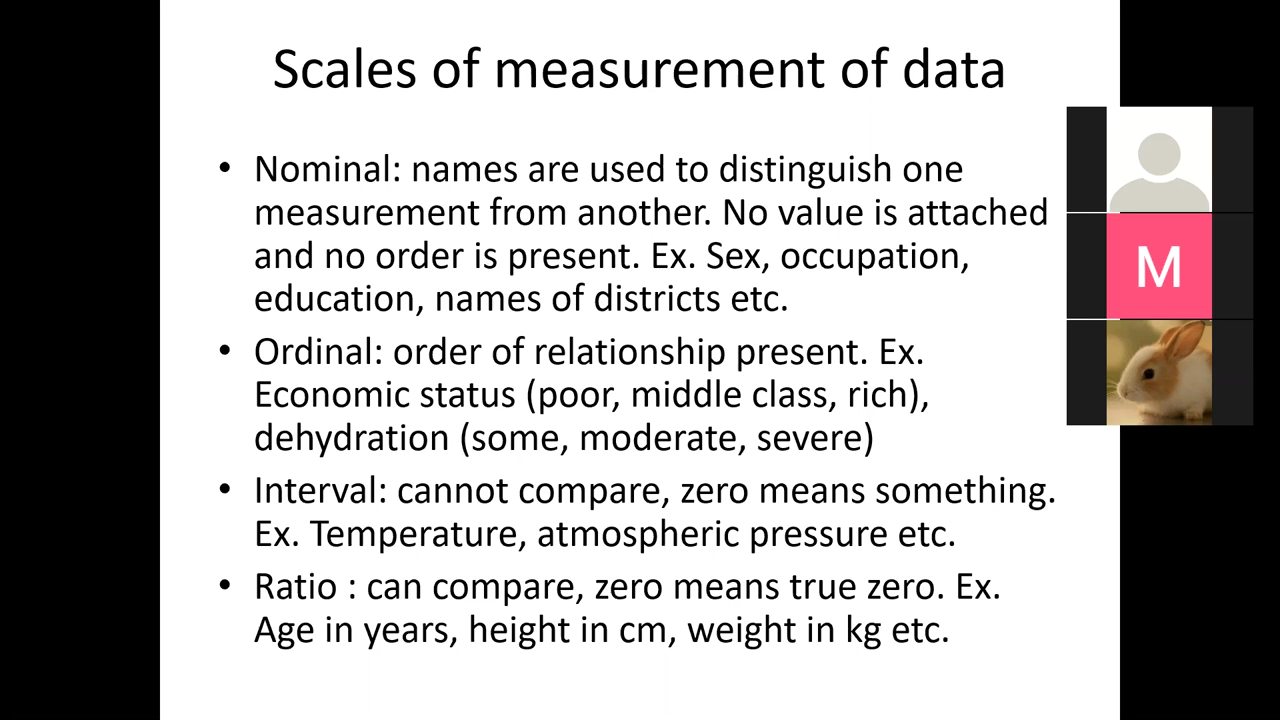 Scales of measurement of data
• Nominal: names are used to distinguish one
measurement from another. No value is attached
and no order is present. Ex. Sex, occupation,
education, names of districts etc.
• Ordinal: order of relationship present. Ex.
Economic status (poor, middle class, rich),
dehydration (some, moderate, severe)
• Interval: cannot compare, zero means something.
Ex. Temperature, atmospheric pressure etc.
• Ratio : can compare, zero means true zero. Ex.
Age in years, height in cm, weight in kg etc.
M